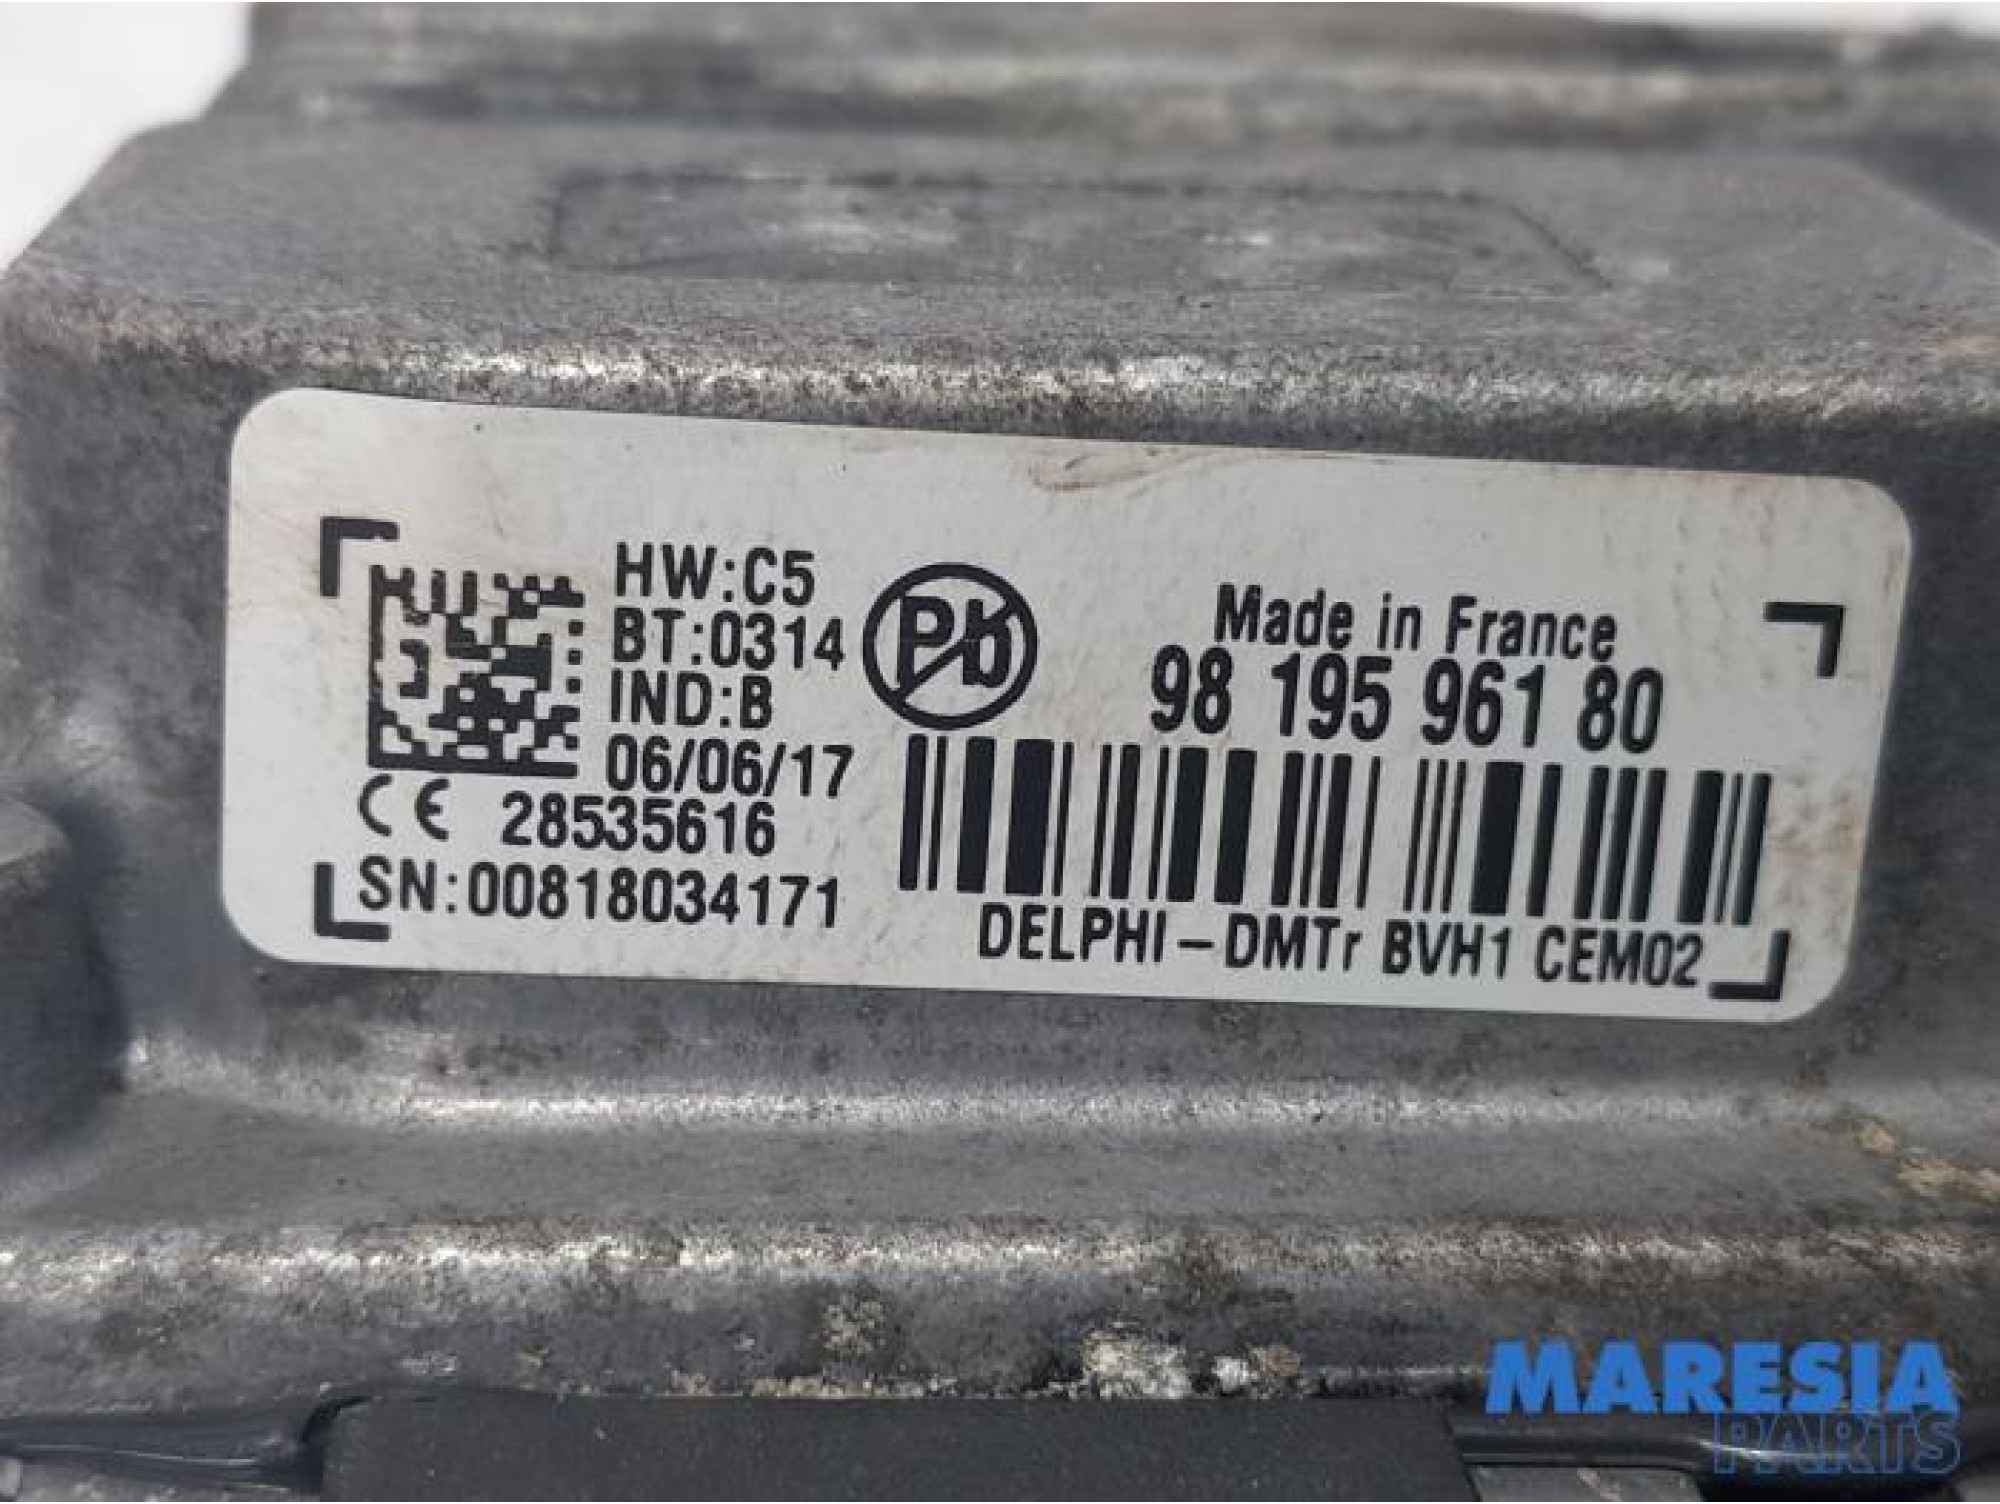 HW:C5
BT:0314
IND:B
06/06/17
CE 28535616
SN:00818034171
Pb
Made in France
98 195 961 80
DELPHI-DMTr BVH1 CEM02
MARESIA
PARTS